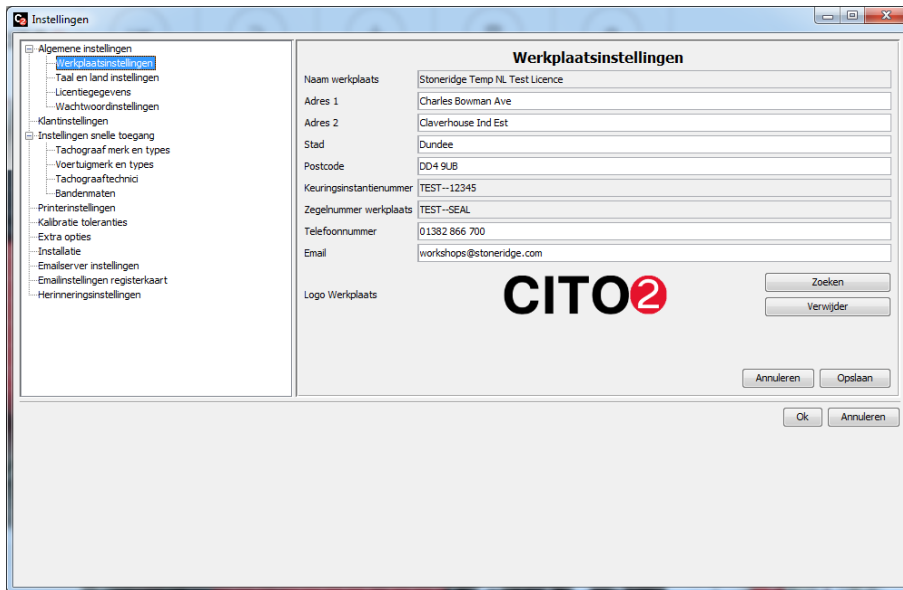 Instellingen
Algemene instellingen
Werkplaatsinstellingen
Taal en land instellingen
Licentiegegevens
Wachtwoordinstellingen
Klantinstellingen
Instellingen snelle toegang
Tachograaf merk en types
Voertuigmerk en types
Tachograaftechnici
Bandenmaten
Printerinstellingen
Kalibratie toleranties
Extra opties
Installatie
Emailserver instellingen
Emailinstellingen registerkaart
Herinneringsinstellingen
Werkplaatsinstellingen
Naam werkplaats Stoneridge Temp NL Test Licence
Adres 1 Charles Bowman Ave
Adres 2 Claverhouse Ind Est
Stad Dundee
Postcode DD4 9UB
Keuringsinstantienummer TEST--12345
Zegelnummer werkplaats TEST--SEAL
Telefoonnummer 01382 866 700
Email workshops@stoneridge.com
Logo Werkplaats CITO2
Zoeken
Verwijder
Annuleren Opslaan
Ok Annuleren